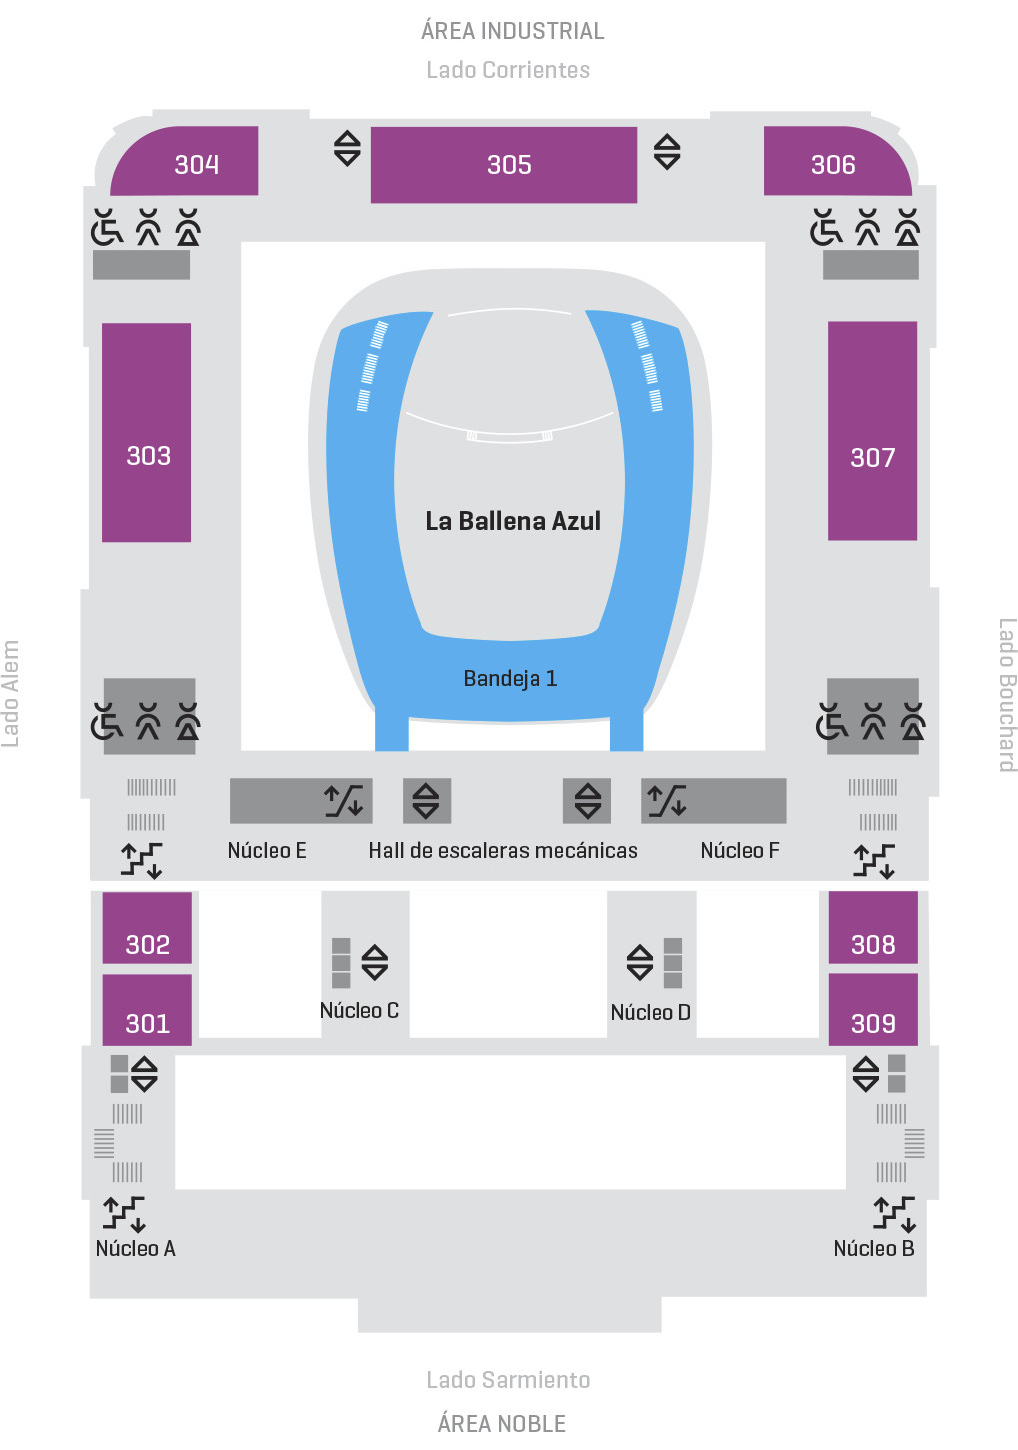 ÁREA INDUSTRIAL
Lado Corrientes
304
305
306
303
307
La Ballena Azul
Lado Alem
Lado Bouchard
Bandeja 1
Núcleo E
Hall de escaleras mecánicas
Núcleo F
302
308
Núcleo C
Núcleo D
301
309
Núcleo A
Núcleo B
Lado Sarmiento
ÁREA NOBLE